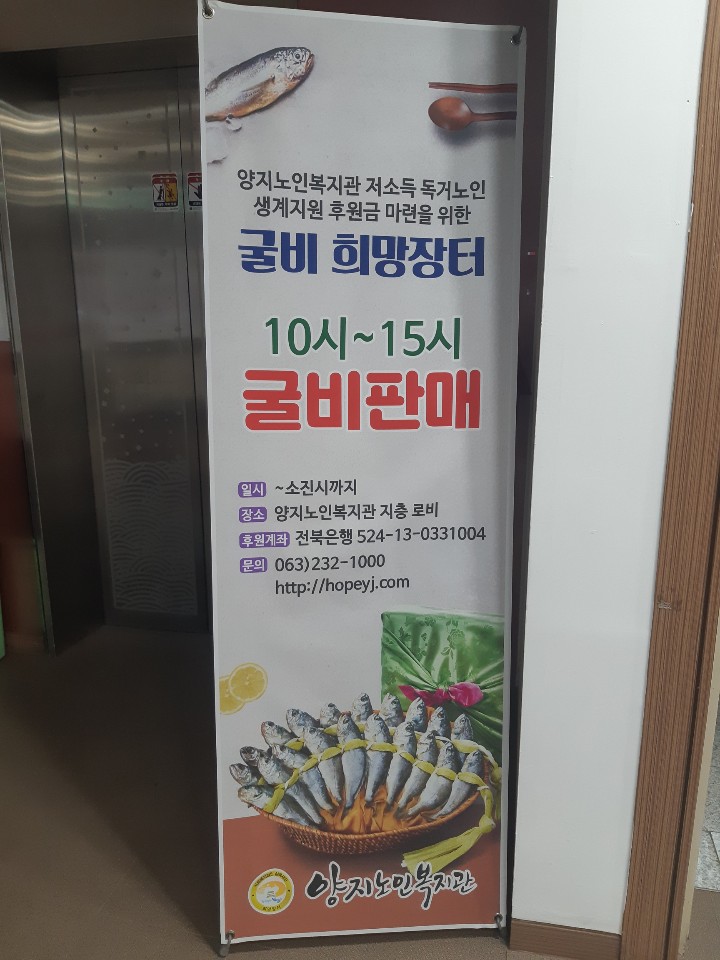 양지노인복지관 저소득 독거노인
생계지원 후원금 마련을 위한
굴비 희망장터
10시~15시
굴비판매
일시 ~소진시까지
장소 양지노인복지관 지층 로비
후원계좌 전북은행 524-13-0331004
문의 063)232-1000
http://hopeyj.com
양지노인복지관